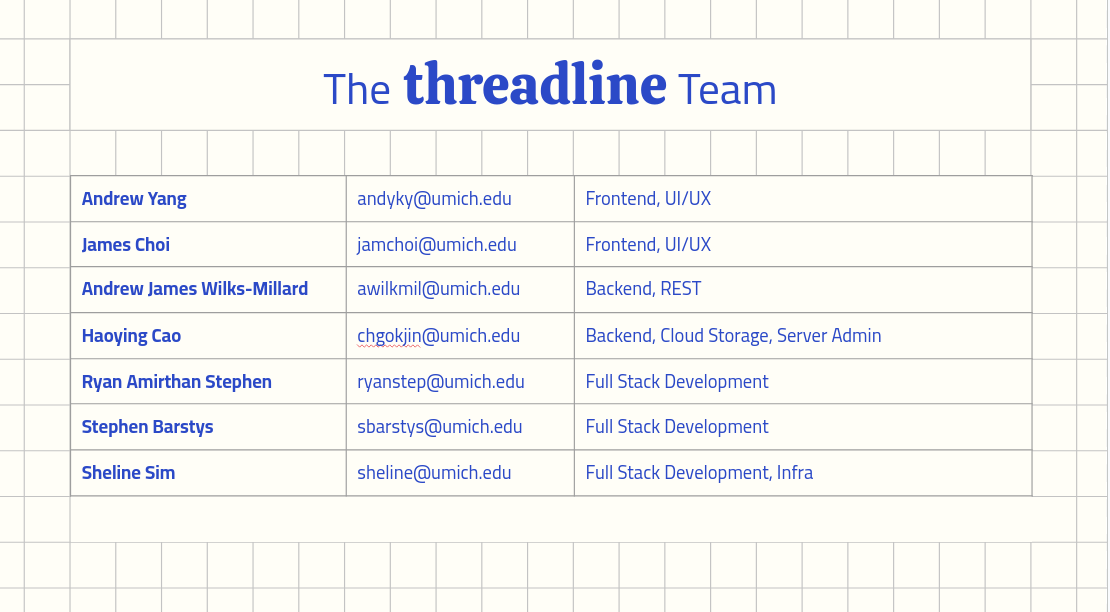 The threadline Team
Andrew Yang andyky@umich.edu Frontend, UI/UX
James Choi jamchoi@umich.edu Frontend, UI/UX
Andrew James Wilks-Millard awilkmil@umich.edu Backend, REST
Haoying Cao chgokjin@umich.edu Backend, Cloud Storage, Server Admin
Ryan Amirthan Stephen ryanstep@umich.edu Full Stack Development
Stephen Barstys sbarstys@umich.edu Full Stack Development
Sheline Sim sheline@umich.edu Full Stack Development, Infra